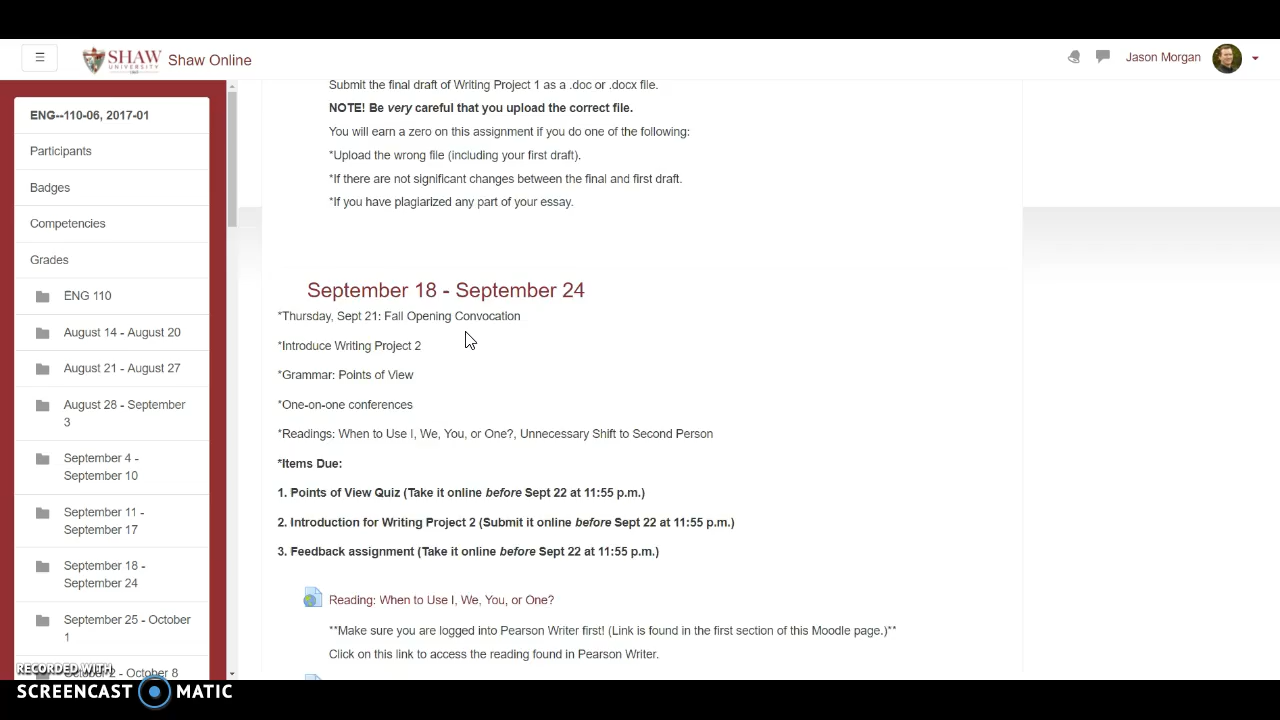 ☰
SHAW
UNIVERSITY
Shaw Online
Jason Morgan
ENG--110-06, 2017-01
Participants
Badges
Competencies
Grades
ENG 110
August 14 - August 20
August 21 - August 27
August 28 - September
3
September 4 -
September 10
September 11 -
September 17
September 18 -
September 24
September 25 - October
1
October 2 - October 8
Submit the final draft of Writing Project 1 as a .doc or .docx file.
NOTE! Be very careful that you upload the correct file.
You will earn a zero on this assignment if you do one of the following:
*Upload the wrong file (including your first draft).
*If there are not significant changes between the final and first draft.
*If you have plagiarized any part of your essay.
September 18 - September 24
*Thursday, Sept 21: Fall Opening Convocation
*Introduce Writing Project 2
*Grammar: Points of View
*One-on-one conferences
*Readings: When to Use I, We, You, or One?, Unnecessary Shift to Second Person
*Items Due:
1. Points of View Quiz (Take it online before Sept 22 at 11:55 p.m.)
2. Introduction for Writing Project 2 (Submit it online before Sept 22 at 11:55 p.m.)
3. Feedback assignment (Take it online before Sept 22 at 11:55 p.m.)
Reading: When to Use I, We, You, or One?
**Make sure you are logged into Pearson Writer first! (Link is found in the first section of this Moodle page.)**
Click on this link to access the reading found in Pearson Writer.
RECORDED WITH
SCREENCAST MATIC